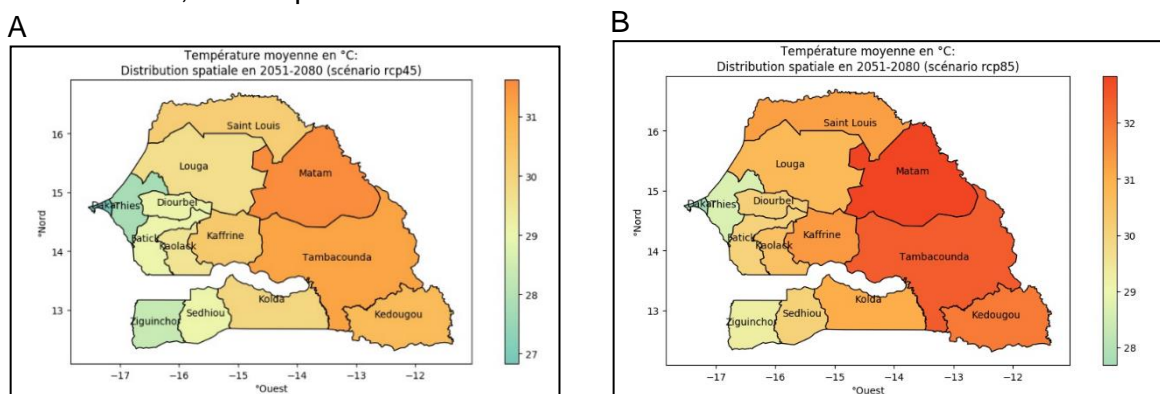 A
B
Température moyenne en °C:
Distribution spatiale en 2051-2080 (scénario rcp45)
16
15
14
13
°Nord
Saint Louis
Louga
Matam
Dakar
Thies
Diourbel
Fatick
Kaolack
Kaffrine
Tambacounda
Kolda
Sedhiou
Ziguinchor
Kedougou
−17
−16
−15
−14
−13
−12
°Ouest
31
30
29
28
27
Température moyenne en °C:
Distribution spatiale en 2051-2080 (scénario rcp85)
16
15
14
13
°Nord
Saint Louis
Louga
Matam
Dakar
Thies
Diourbel
Fatick
Kaolack
Kaffrine
Tambacounda
Kolda
Sedhiou
Ziguinchor
Kedougou
−17
−16
−15
−14
−13
−12
°Ouest
32
31
30
29
28